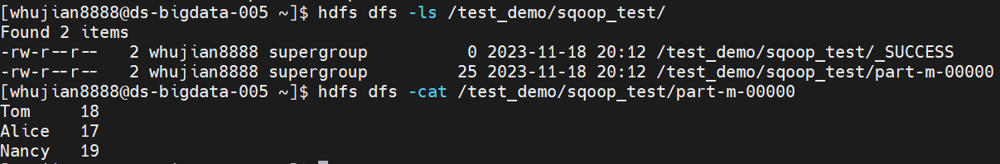 [whujian8888@ds-bigdata-005 ~]$ hdfs dfs -ls /test_demo/sqoop_test/
Found 2 items
-rw-r--r--   2 whujian8888 supergroup          0 2023-11-18 20:12 /test_demo/sqoop_test/_SUCCESS
-rw-r--r--   2 whujian8888 supergroup         25 2023-11-18 20:12 /test_demo/sqoop_test/part-m-00000
[whujian8888@ds-bigdata-005 ~]$ hdfs dfs -cat /test_demo/sqoop_test/part-m-00000
Tom     18
Alice   17
Nancy   19